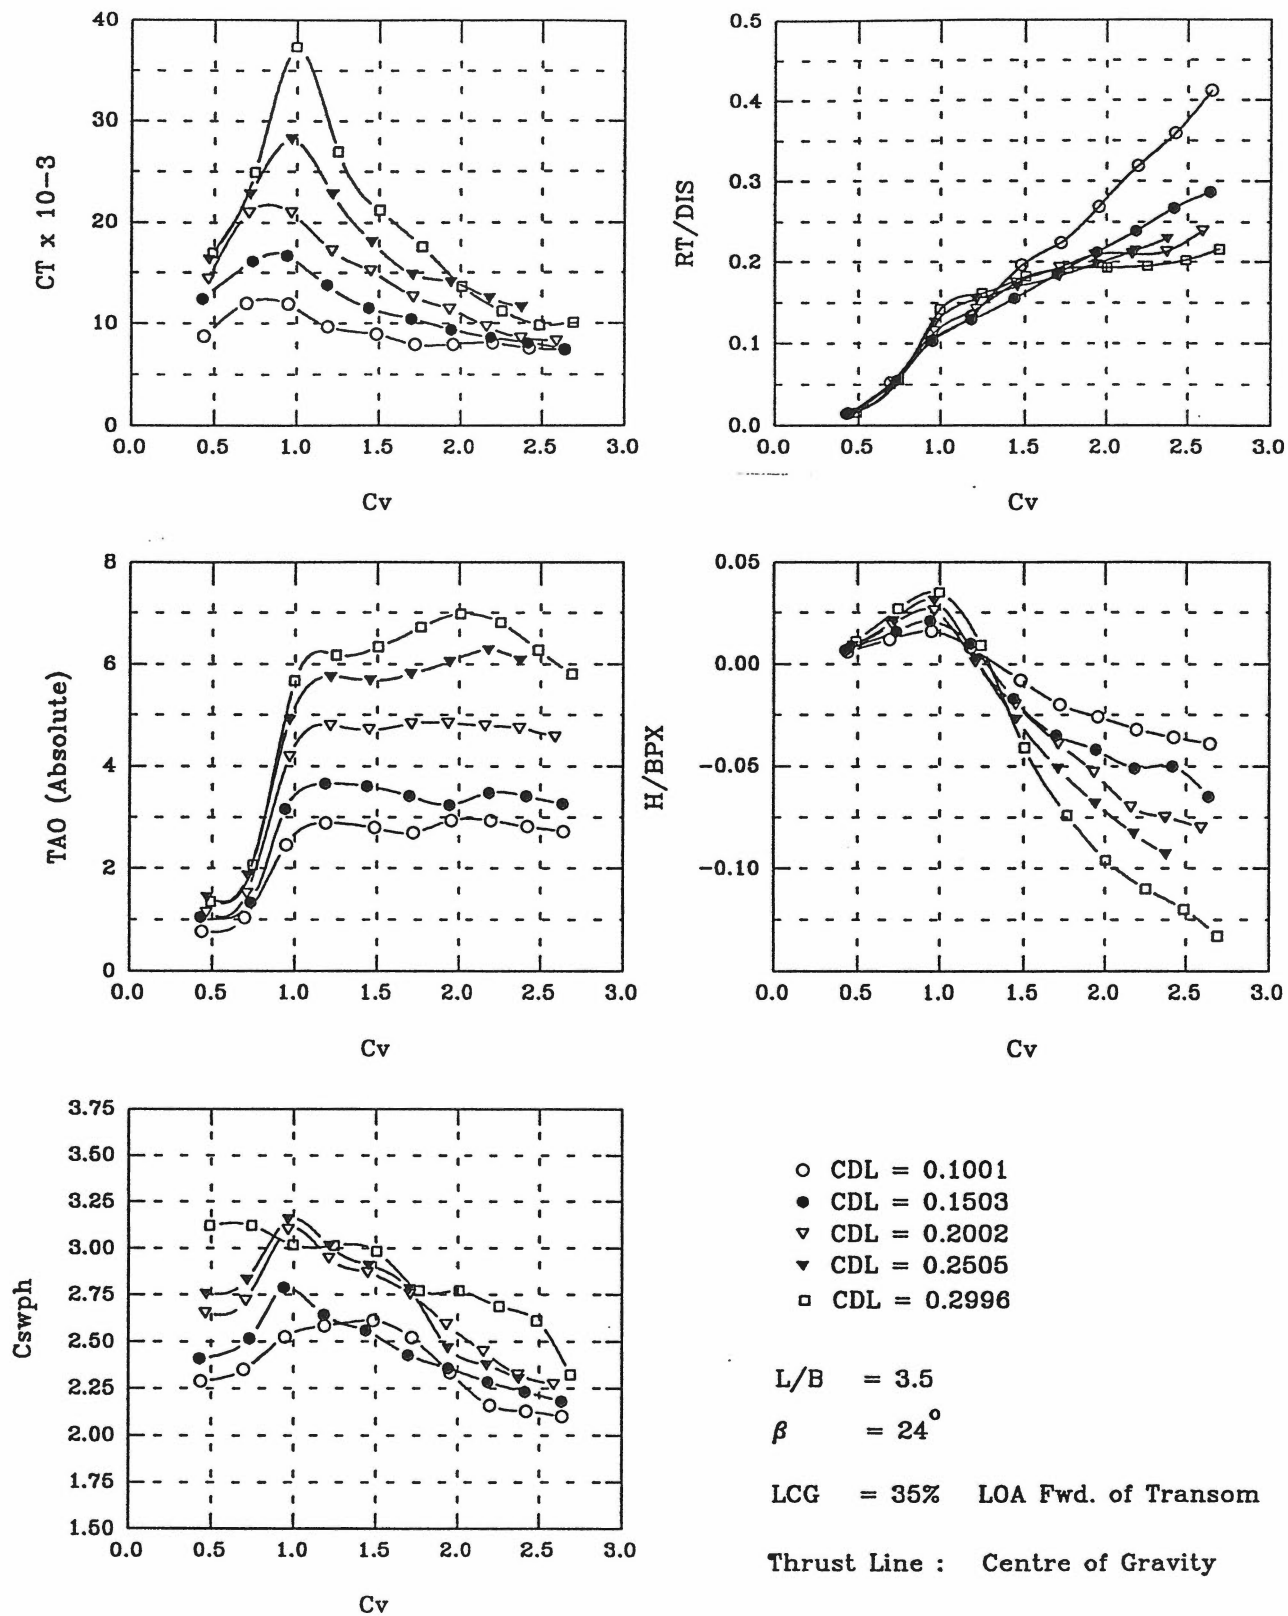 40
30
20
10
0
CT x 10-3
0.0 0.5 1.0 1.5 2.0 2.5 3.0
Cv
0.5
0.4
0.3
0.2
0.1
0.0
RT/DIS
0.0 0.5 1.0 1.5 2.0 2.5 3.0
Cv
8
6
4
2
0
TAO (Absolute)
0.0 0.5 1.0 1.5 2.0 2.5 3.0
Cv
0.05
0.00
-0.05
-0.10
H/BPX
0.0 0.5 1.0 1.5 2.0 2.5 3.0
Cv
3.75
3.50
3.25
3.00
2.75
2.50
2.25
2.00
1.75
1.50
Cswph
0.0 0.5 1.0 1.5 2.0 2.5 3.0
Cv
CDL = 0.1001
CDL = 0.1503
CDL = 0.2002
CDL = 0.2505
CDL = 0.2996
L/B = 3.5
β = 24°
LCG = 35% LOA Fwd. of Transom
Thrust Line : Centre of Gravity